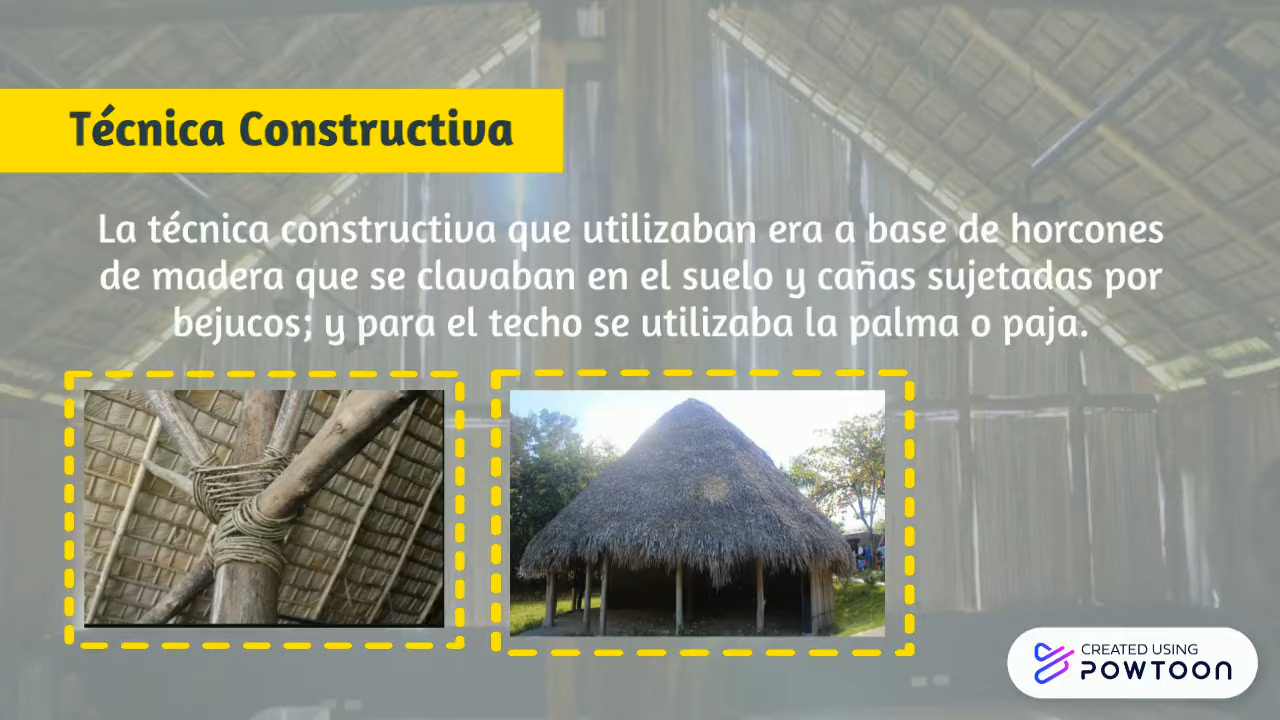 Técnica Constructiva
La técnica constructiva que utilizaban era a base de horcones
de madera que se clavaban en el suelo y cañas sujetadas por
bejucos; y para el techo se utilizaba la palma o paja.
CREATED USING
POWTOON